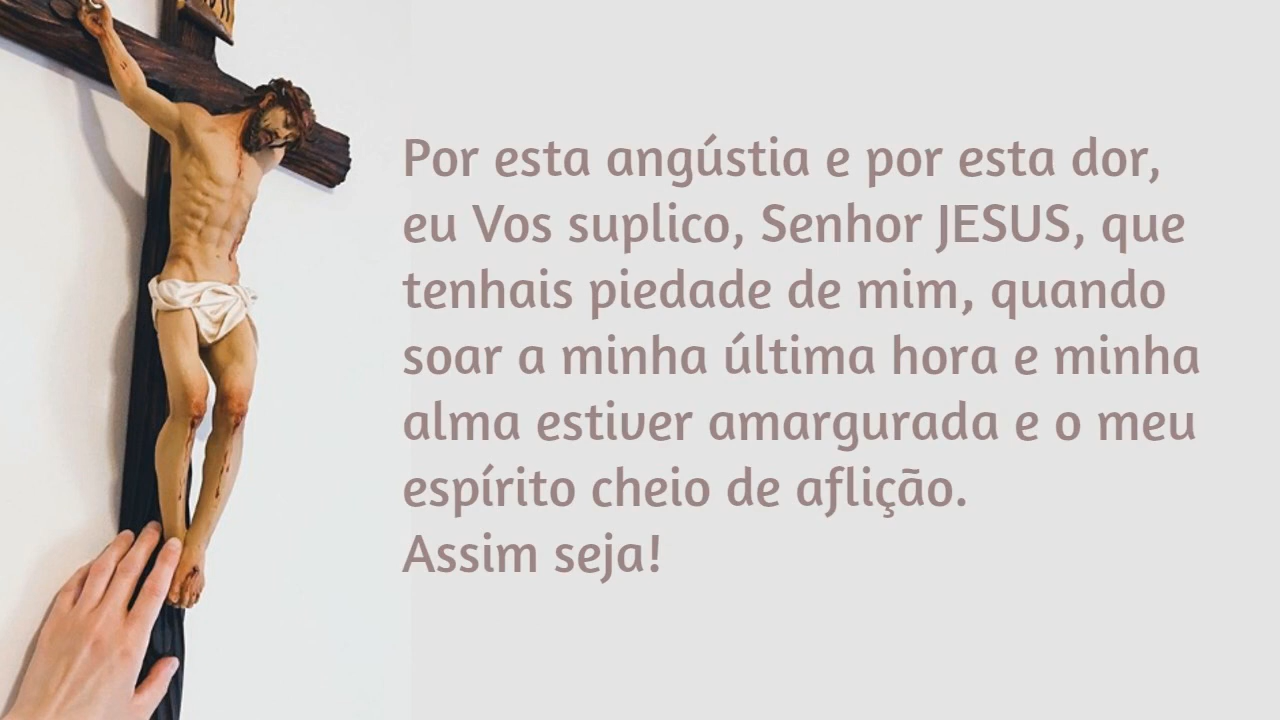 Por esta angústia e por esta dor,
eu Vos suplico, Senhor JESUS, que
tenhais piedade de mim, quando
soar a minha última hora e minha
alma estiver amargurada e o meu
espírito cheio de aflição.
Assim seja!